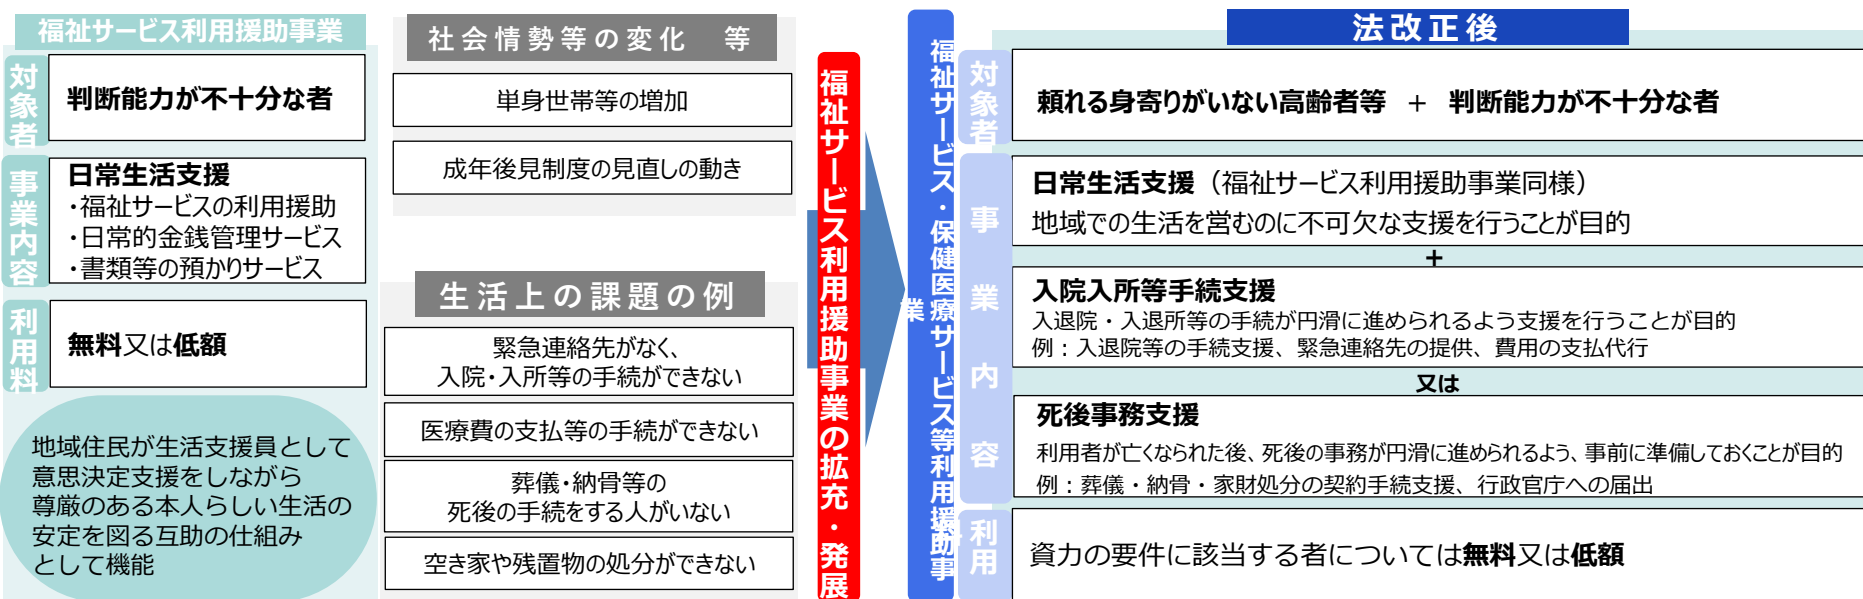 福祉サービス利用援助事業
対象者
判断能力が不十分な者
事業内容
日常生活支援
・福祉サービスの利用援助
・日常的金銭管理サービス
・書類等の預かりサービス
利用料
無料又は低額
地域住民が生活支援員として
意思決定支援をしながら
尊厳のある本人らしい生活の
安定を図る互助の仕組み
として機能
社会情勢等の変化　等
単身世帯等の増加
成年後見制度の見直しの動き
生活上の課題の例
緊急連絡先がなく、
入院・入所等の手続ができない
医療費の支払等の手続ができない
葬儀・納骨等の
死後の手続をする人がいない
空き家や残置物の処分ができない
福祉サービス利用援助事業の拡充・発展
福祉サービス・保健医療サービス等利用援助事
業
法改正後
対象者
頼れる身寄りがいない高齢者等　+　判断能力が不十分な者
事業内容
日常生活支援（福祉サービス利用援助事業同様）
地域での生活を営むのに不可欠な支援を行うことが目的
+
入院入所等手続支援
入退院・入退所等の手続が円滑に進められるよう支援を行うことが目的
例：入退院等の手続支援、緊急連絡先の提供、費用の支払代行
又は
死後事務支援
利用者が亡くなられた後、死後の事務が円滑に進められるよう、事前に準備しておくことが目的
例：葬儀・納骨・家財処分の契約手続支援、行政官庁への届出
利用
資力の要件に該当する者については無料又は低額